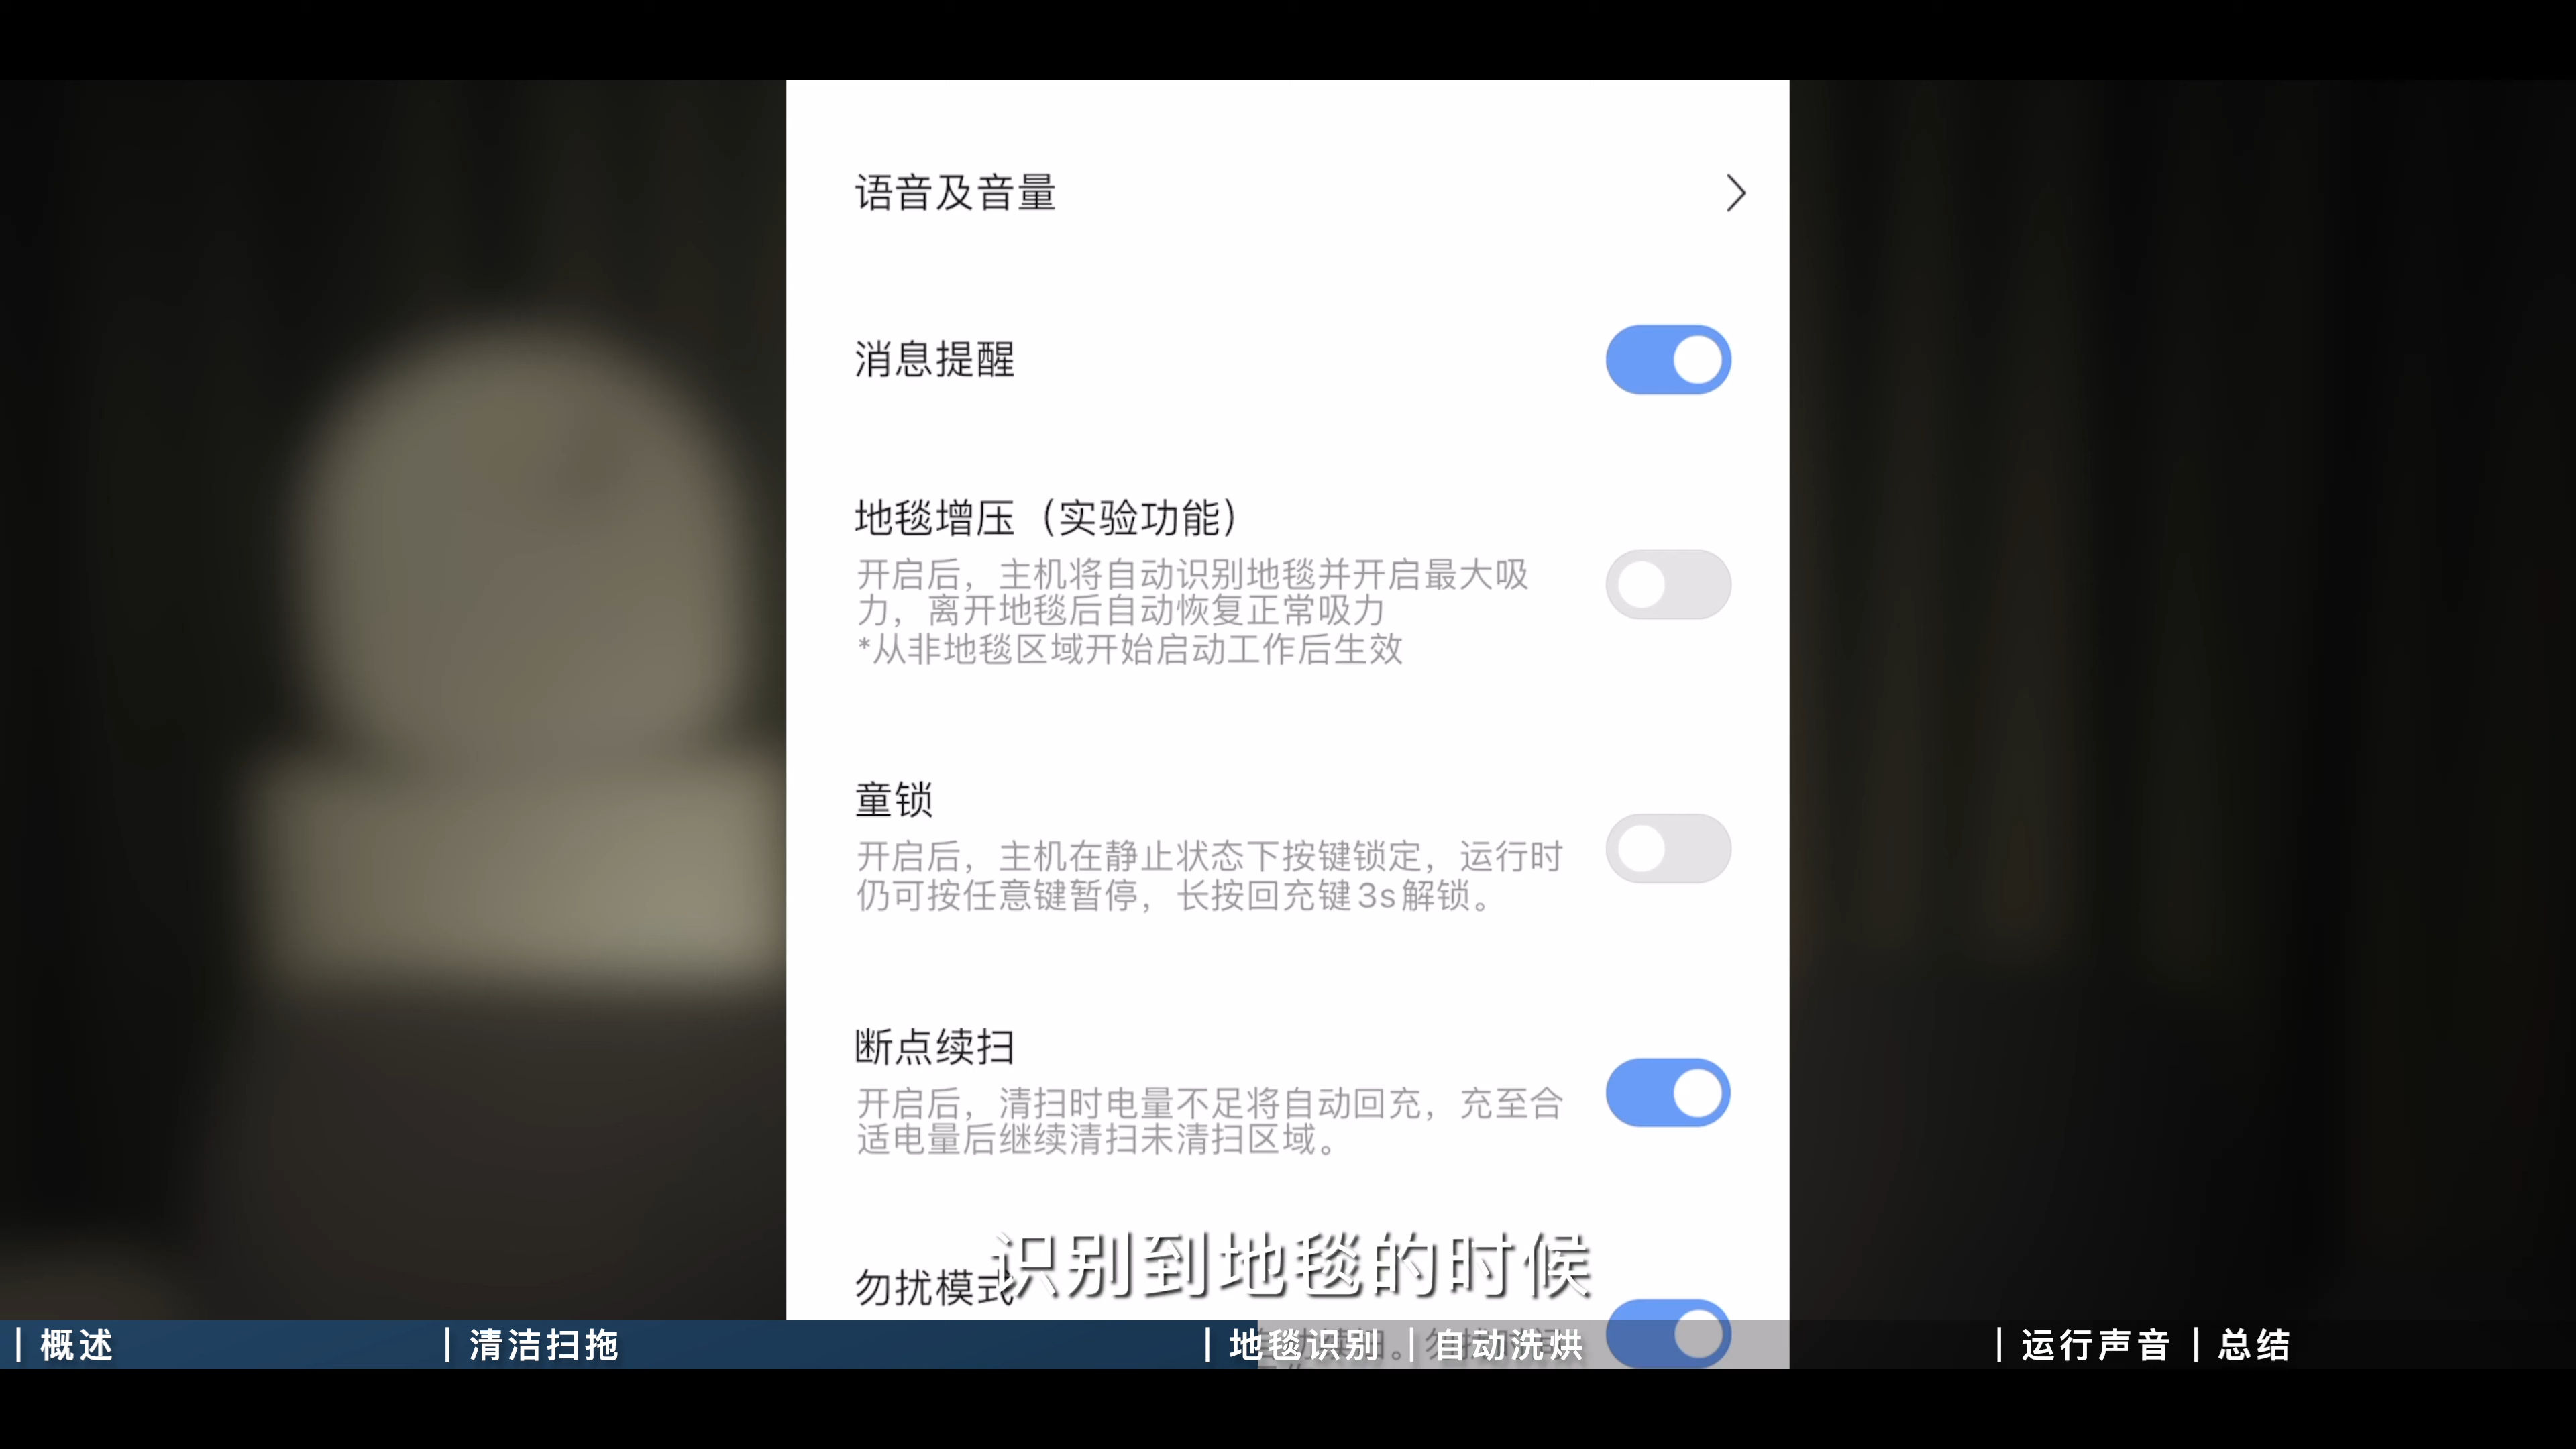 语音及音量
消息提醒
地毯增压（实验功能）
开启后，主机将自动识别地毯并开启最大吸
力，离开地毯后自动恢复正常吸力
*从非地毯区域开始启动工作后生效
童锁
开启后，主机在静止状态下按键锁定，运行时
仍可按任意键暂停，长按回充键3s解锁。
断点续扫
开启后，清扫时电量不足将自动回充，充至合
适电量后继续清扫未清扫区域。
勿扰模式
识别到地毯的时候
| 概述 | 清洁扫拖 | 地毯识别 | 自动洗烘 | 运行声音 | 总结